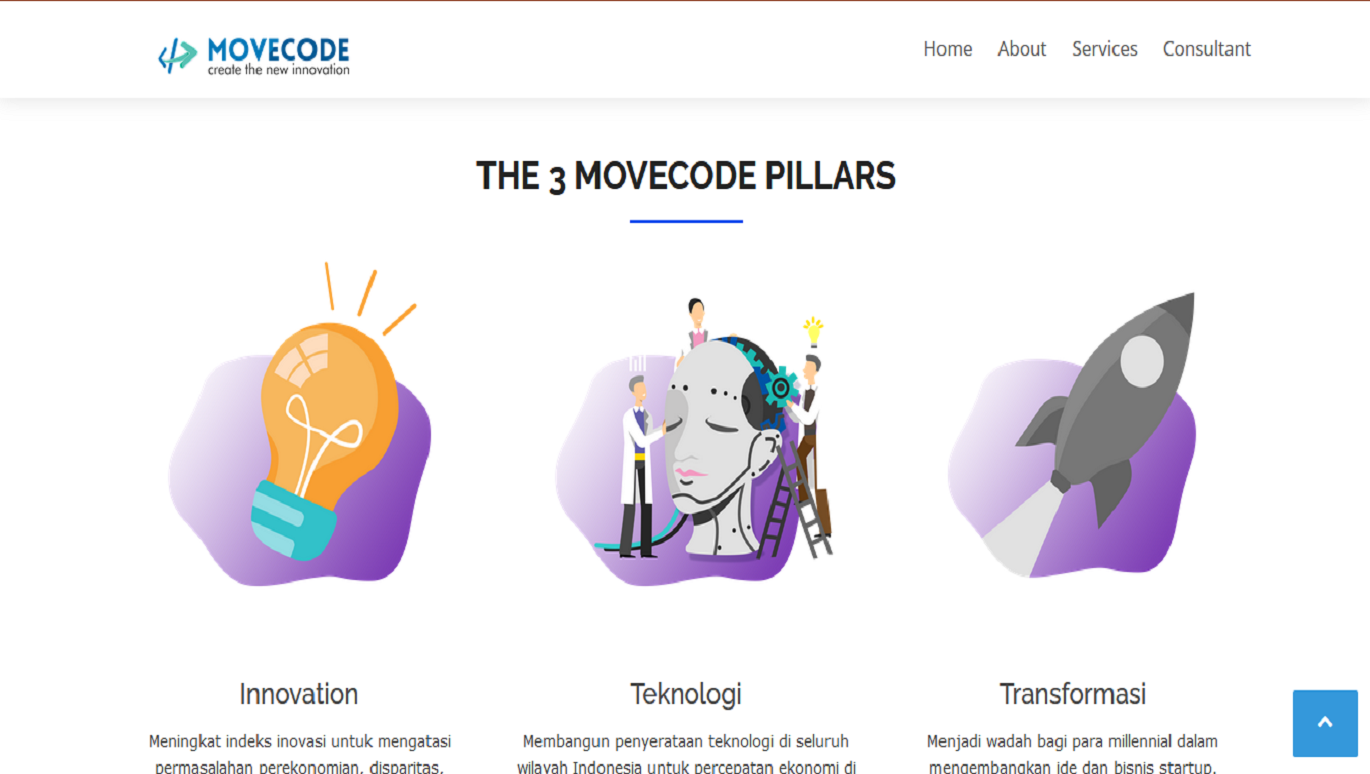 MOVECODE
create the new innovation
Home About Services Consultant
THE 3 MOVECODE PILLARS
Innovation
Meningkat indeks inovasi untuk mengatasi
permasalahan perekonomian, disparitas,
Teknologi
Membangun penyerataan teknologi di seluruh
wilayah Indonesia untuk percepatan ekonomi di
Transformasi
Menjadi wadah bagi para millennial dalam
mengembangkan ide dan bisnis startup,